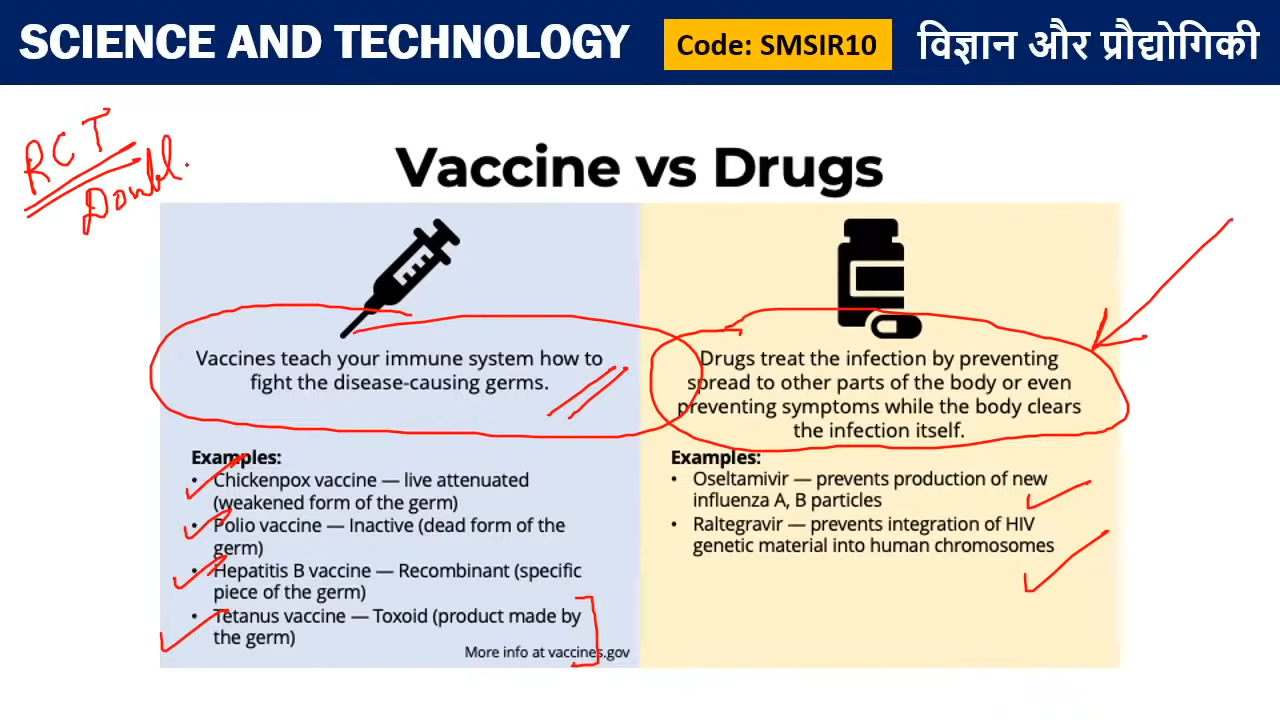 SCIENCE AND TECHNOLOGY
Code: SMSIR10
विज्ञान और प्रौद्योगिकी
RCT
Doubl
Vaccine vs Drugs
Vaccines teach your immune system how to
fight the disease-causing germs.
Examples:
• Chickenpox vaccine — live attenuated
(weakened form of the germ)
• Polio vaccine — Inactive (dead form of the
germ)
• Hepatitis B vaccine — Recombinant (specific
piece of the germ)
• Tetanus vaccine — Toxoid (product made by
the germ)
More info at vaccines.gov
Drugs treat the infection by preventing
spread to other parts of the body or even
preventing symptoms while the body clears
the infection itself.
Examples:
• Oseltamivir — prevents production of new
influenza A, B particles
• Raltegravir — prevents integration of HIV
genetic material into human chromosomes